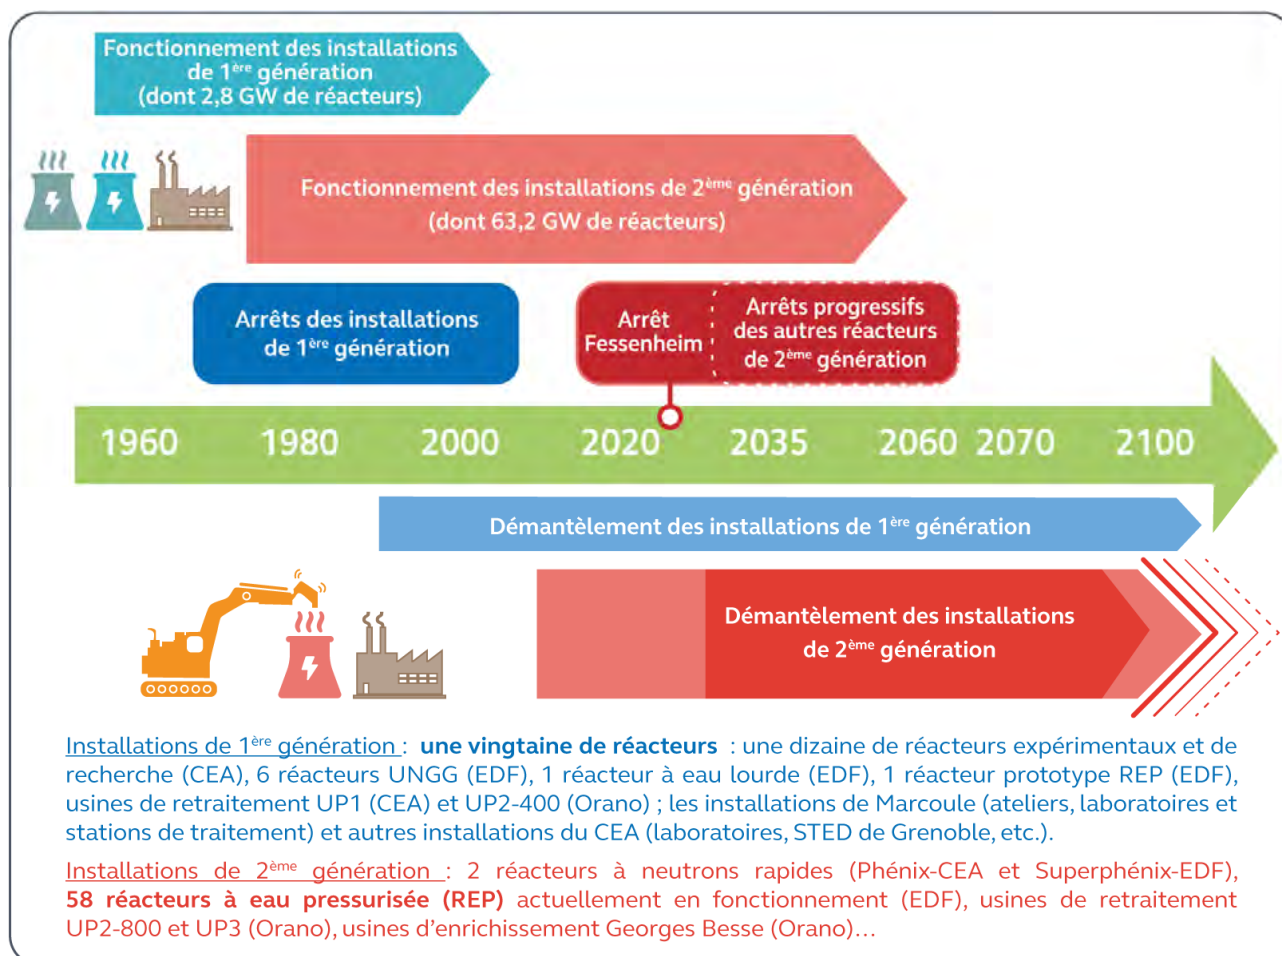 Fonctionnement des installations
de 1ère génération
(dont 2,8 GW de réacteurs)
Fonctionnement des installations de 2ème génération
(dont 63,2 GW de réacteurs)
Arrêts des installations
de 1ère génération
Arrêt
Fessenheim
Arrêts progressifs
des autres réacteurs
de 2ème génération
1960 1980 2000 2020 2035 2060 2070 2100
Démantèlement des installations de 1ère génération
Démantèlement des installations
de 2ème génération
Installations de 1ère génération : une vingtaine de réacteurs : une dizaine de réacteurs expérimentaux et de
recherche (CEA), 6 réacteurs UNGG (EDF), 1 réacteur à eau lourde (EDF), 1 réacteur prototype REP (EDF),
usines de retraitement UP1 (CEA) et UP2-400 (Orano) ; les installations de Marcoule (ateliers, laboratoires et
stations de traitement) et autres installations du CEA (laboratoires, STED de Grenoble, etc.).
Installations de 2ème génération : 2 réacteurs à neutrons rapides (Phénix-CEA et Superphénix-EDF),
58 réacteurs à eau pressurisée (REP) actuellement en fonctionnement (EDF), usines de retraitement
UP2-800 et UP3 (Orano), usines d’enrichissement Georges Besse (Orano)…